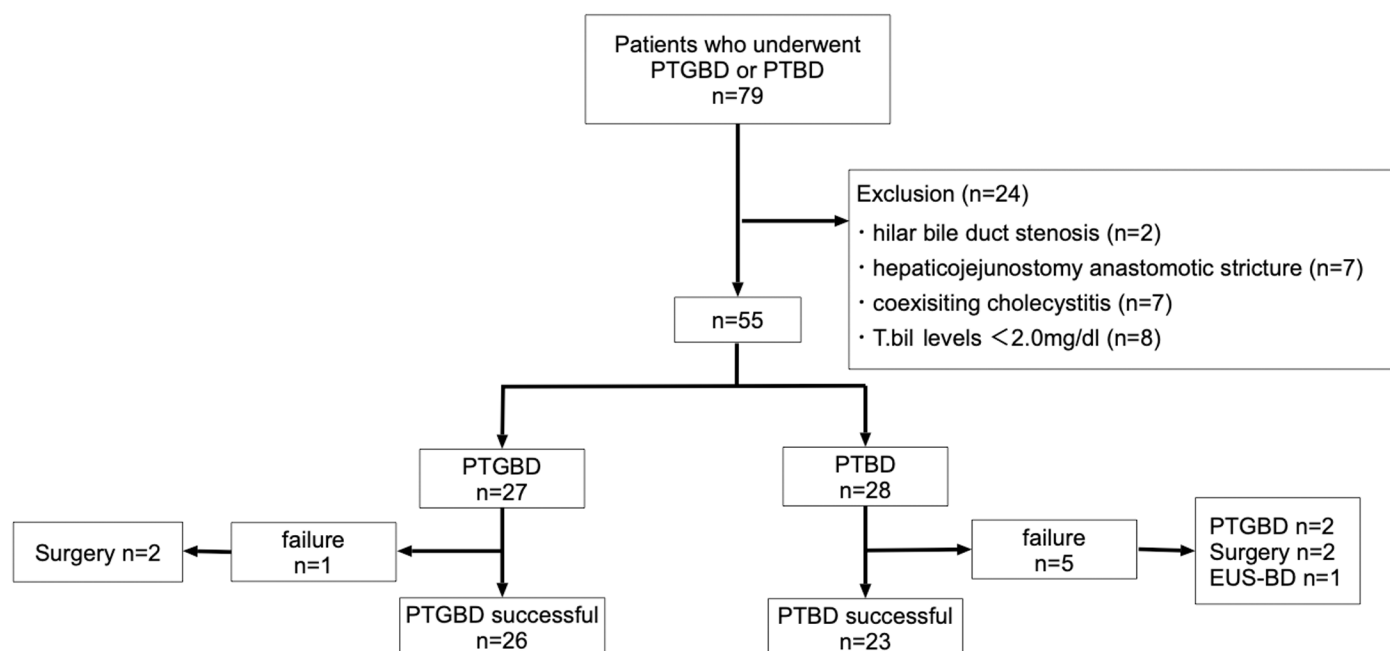 Patients who underwent
PTGBD or PTBD
n=79
Exclusion (n=24)
・hilar bile duct stenosis (n=2)
・hepaticojejunostomy anastomotic stricture (n=7)
・coexisiting cholecystitis (n=7)
・T.bil levels ＜2.0mg/dl (n=8)
n=55
PTGBD
n=27
PTBD
n=28
Surgery n=2
failure
n=1
failure
n=5
PTGBD n=2
Surgery n=2
EUS-BD n=1
PTGBD successful
n=26
PTBD successful
n=23